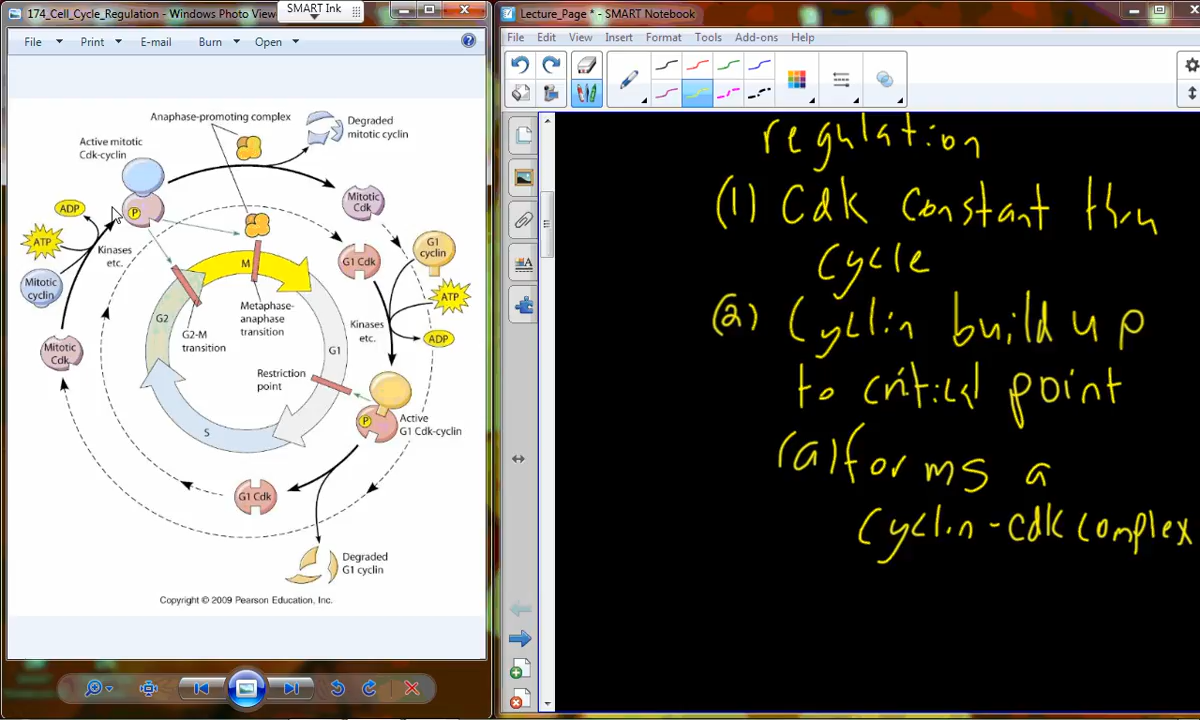 174_Cell_Cycle_Regulation - Windows Photo View
SMART Ink
File Print E-mail Burn Open
Anaphase-promoting complex
Degraded
mitotic cyclin
Active mitotic
Cdk-cyclin
P
ADP
ATP
Kinases
etc.
Mitotic
cyclin
Mitotic
Cdk
Mitotic
Cdk
G1 Cdk
G1
cyclin
ATP
Kinases
etc.
ADP
M
Metaphase-
anaphase
transition
G2
G2-M
transition
G1
Restriction
point
S
P
Active
G1 Cdk-cyclin
G1 Cdk
Degraded
G1 cyclin
Copyright © 2009 Pearson Education, Inc.
Lecture_Page * - SMART Notebook
File Edit View Insert Format Tools Add-ons Help
regulation
(1) Cdk constant thru
cycle
(2) Cyclin build up
to critical point
(a) forms a
cyclin-cdk complex